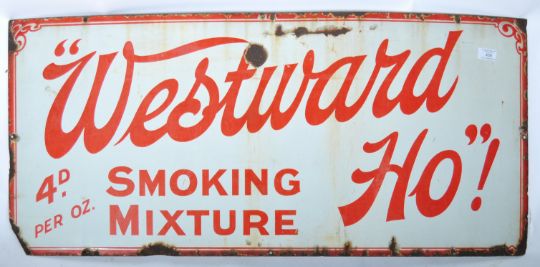 "Westward
Ho"!
4D.
PER OZ.
SMOKING
MIXTURE